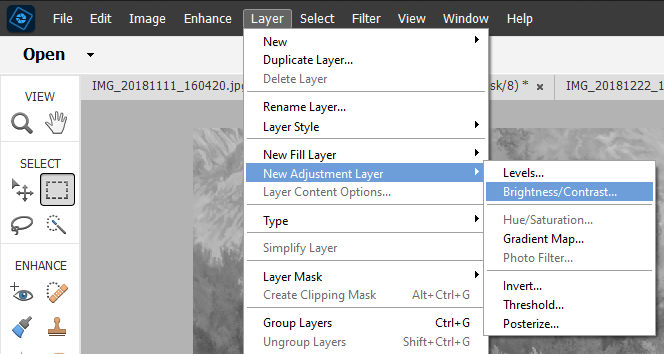 File Edit Image Enhance Layer Select Filter View Window Help
Open
IMG_20181111_160420.jpg
sk/8) * × IMG_20181222_1
VIEW
SELECT
ENHANCE
New
Duplicate Layer...
Delete Layer
Rename Layer...
Layer Style
New Fill Layer
New Adjustment Layer
Layer Content Options...
Type
Simplify Layer
Layer Mask
Create Clipping Mask Alt+Ctrl+G
Group Layers Ctrl+G
Ungroup Layers Shift+Ctrl+G
Levels...
Brightness/Contrast...
Hue/Saturation...
Gradient Map...
Photo Filter...
Invert...
Threshold...
Posterize...